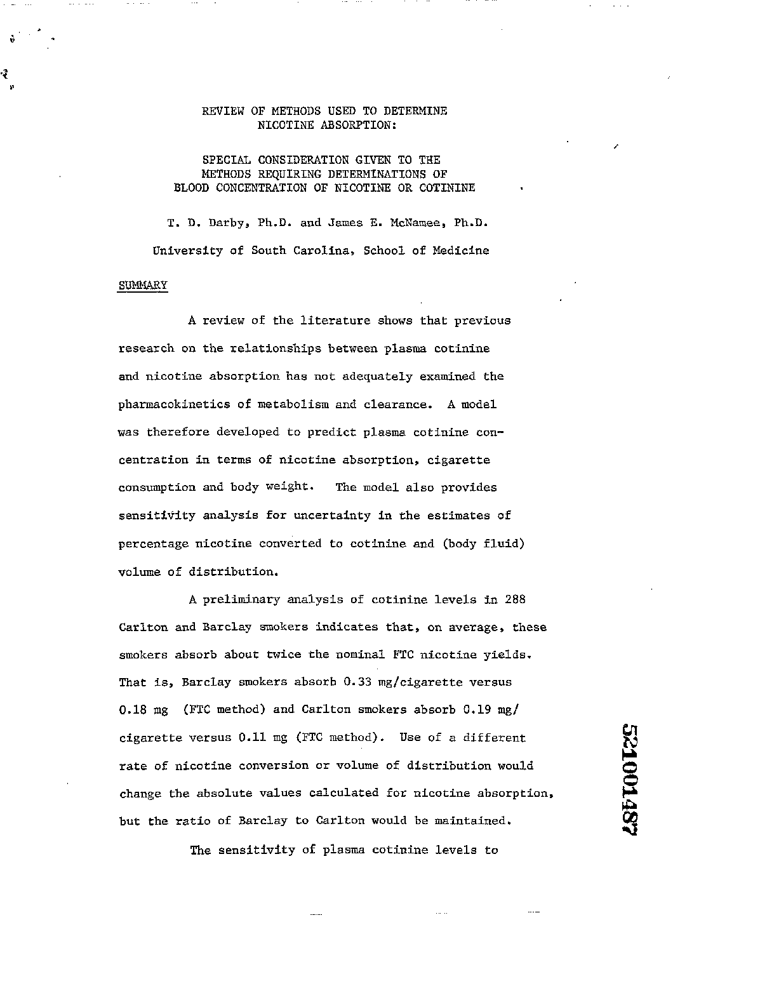 REVIEW OF METHODS USED TO DETERMINE
NICOTINE ABSORPTION:
SPECIAL CONSIDERATION GIVEN TO THE
METHODS REQUIRING DETERMINATIONS OF
BLOOD CONCENTRATION OF NICOTINE OR COTININE
T. D. Darby, Ph.D. and James E. McNamee, Ph.D.
University of South Carolina, School of Medicine
SUMMARY
A review of the literature shows that previous
research on the relationships between plasma cotinine
and nicotine absorption has not adequately examined the
pharmacokinetics of metabolism and clearance. A model
was therefore developed to predict plasma cotinine con-
centration in terms of nicotine absorption, cigarette
consumption and body weight. The model also provides
sensitivity analysis for uncertainty in the estimates of
percentage nicotine converted to cotinine and (body fluid)
volume of distribution.
A preliminary analysis of cotinine levels in 288
Carlton and Barclay smokers indicates that, on average, these
smokers absorb about twice the nominal FTC nicotine yields.
That is, Barclay smokers absorb 0.33 mg/cigarette versus
0.18 mg (FTC method) and Carlton smokers absorb 0.19 mg/
cigarette versus 0.11 mg (FTC method). Use of a different
rate of nicotine conversion or volume of distribution would
change the absolute values calculated for nicotine absorption,
but the ratio of Barclay to Carlton would be maintained.
The sensitivity of plasma cotinine levels to
521001487